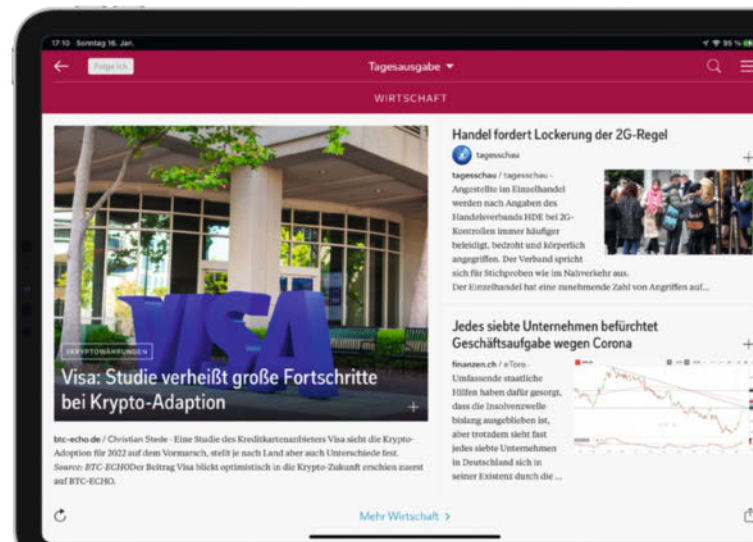 17:10 Sonntag 16. Jan.
95 %
Folge ich
Tagesausgabe
WIRTSCHAFT
VISA
#KRYPTOWÄHRUNGEN
Visa: Studie verheißt große Fortschritte
bei Krypto-Adaption
btc-echo.de / Christian Stede - Eine Studie des Kreditkartenanbieters Visa sieht die Krypto-
Adoption für 2022 auf dem Vormarsch, stellt je nach Land aber auch Unterschiede fest.
Source: BTC-ECHODer Beitrag Visa blickt optimistisch in die Krypto-Zukunft erschien zuerst
auf BTC-ECHO.
Handel fordert Lockerung der 2G-Regel
tagesschau
tagesschau / tagesschau -
Angestellte im Einzelhandel
werden nach Angaben des
Handelsverbands HDE bei 2G-
Kontrollen immer häufiger
beleidigt, bedroht und körperlich
angegriffen. Der Verband spricht
sich für Stichproben wie im Nahverkehr aus.
Der Einzelhandel hat eine zunehmende Zahl von Angriffen auf...
Jedes siebte Unternehmen befürchtet
Geschäftsaufgabe wegen Corona
finanzen.ch / eToro -
Umfassende staatliche
Hilfen haben dafür gesorgt,
dass die Insolvenzwelle
bislang ausgeblieben ist,
aber trotzdem sieht fast
jedes siebte Unternehmen
in Deutschland sich in
seiner Existenz durch die ...
Mehr Wirtschaft